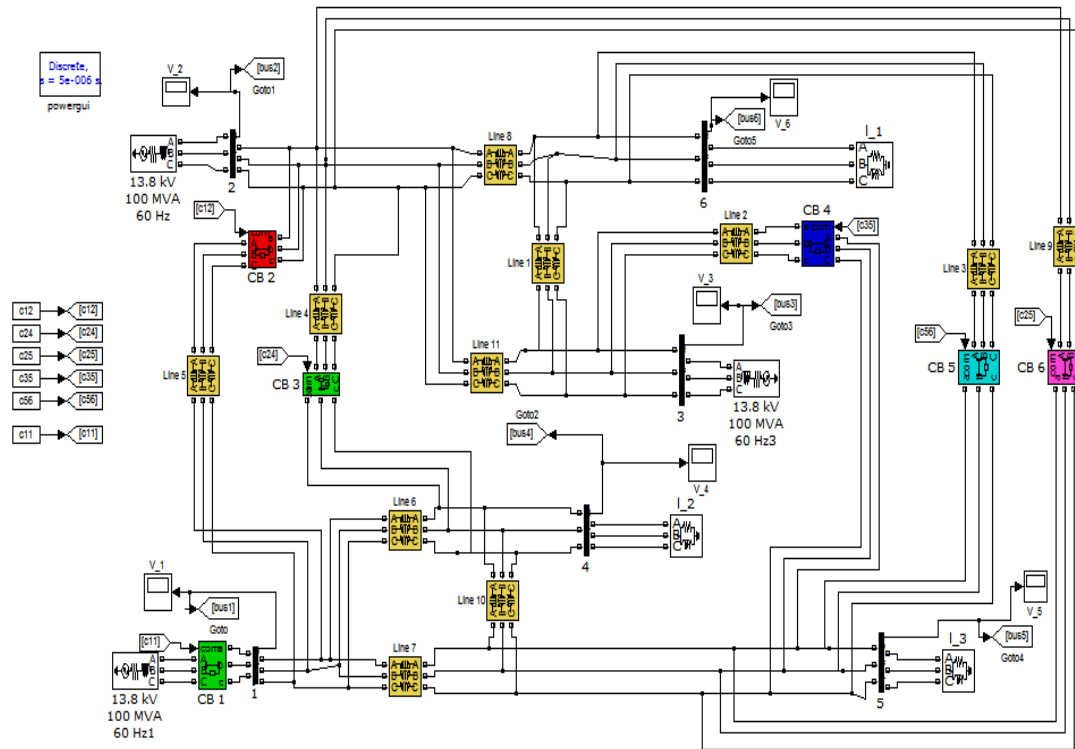 Discrete,
s = 5e-006 s.
powergui
V_2
[bus2]
Goto1
A
B
C
13.8 kV
100 MVA
60 Hz
2
[c12]
com
A
B
C
CB 2
Line 8
A A
B B
C C
[bus6]
Goto5
V_6
6
I_1
A
B
C
Line 1
Line 2
CB 4
[c35]
Line 3
Line 9
V_3
[bus3]
Goto3
c12 [c12]
c24 [c24]
c25 [c25]
c35 [c35]
c56 [c56]
c11 [c11]
Line 4
[c24]
CB 3
Line 5
Line 11
3
A
B
C
13.8 kV
100 MVA
60 Hz3
[c56]
CB 5
[c25]
CB 6
Goto2
[bus4]
V_4
Line 6
4
I_2
A
B
C
Line 10
V_1
[bus1]
Goto
[c11]
com
A
B
C
CB 1
A
B
C
13.8 kV
100 MVA
60 Hz1
1
Line 7
A A
B B
C C
5
V_5
[bus5]
Goto4
I_3
A
B
C